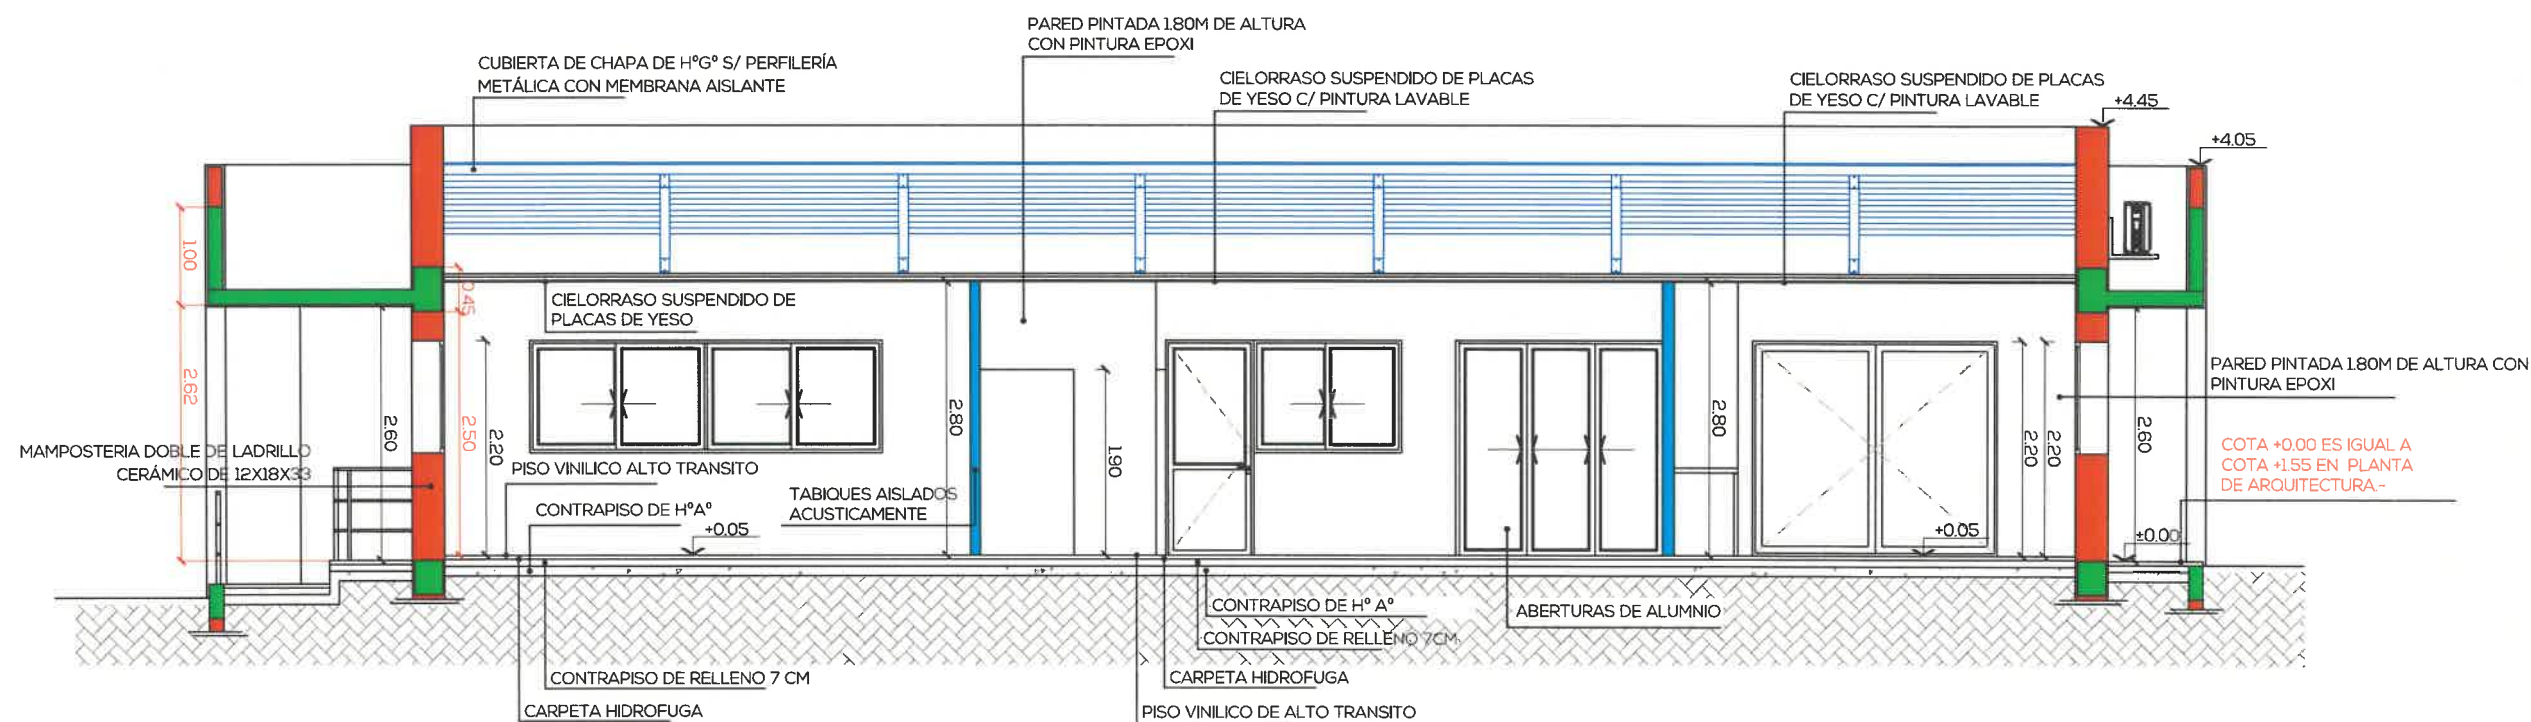 PARED PINTADA 1.80M DE ALTURA
CON PINTURA EPOXI
CUBIERTA DE CHAPA DE HºGº S/ PERFILERÍA
METÁLICA CON MEMBRANA AISLANTE
CIELORRASO SUSPENDIDO DE PLACAS
DE YESO C/ PINTURA LAVABLE
CIELORRASO SUSPENDIDO DE PLACAS
DE YESO C/ PINTURA LAVABLE
+4.45
+4.05
1.00
0.45
CIELORRASO SUSPENDIDO DE
PLACAS DE YESO
2.62
2.60
2.50
2.20
2.80
1.90
2.80
2.20
2.20
2.60
PARED PINTADA 1.80M DE ALTURA CON
PINTURA EPOXI
MAMPOSTERIA DOBLE DE LADRILLO
CERÁMICO DE 12X18X33
COTA +0.00 ES IGUAL A
COTA +1.55 EN PLANTA
DE ARQUITECTURA.-
PISO VINILICO ALTO TRANSITO
TABIQUES AISLADOS
ACUSTICAMENTE
CONTRAPISO DE HºAº
+0.05
+0.05
±0.00
CONTRAPISO DE Hº Aº
ABERTURAS DE ALUMNIO
CONTRAPISO DE RELLENO 7CM
CONTRAPISO DE RELLENO 7 CM
CARPETA HIDROFUGA
CARPETA HIDROFUGA
PISO VINILICO DE ALTO TRANSITO